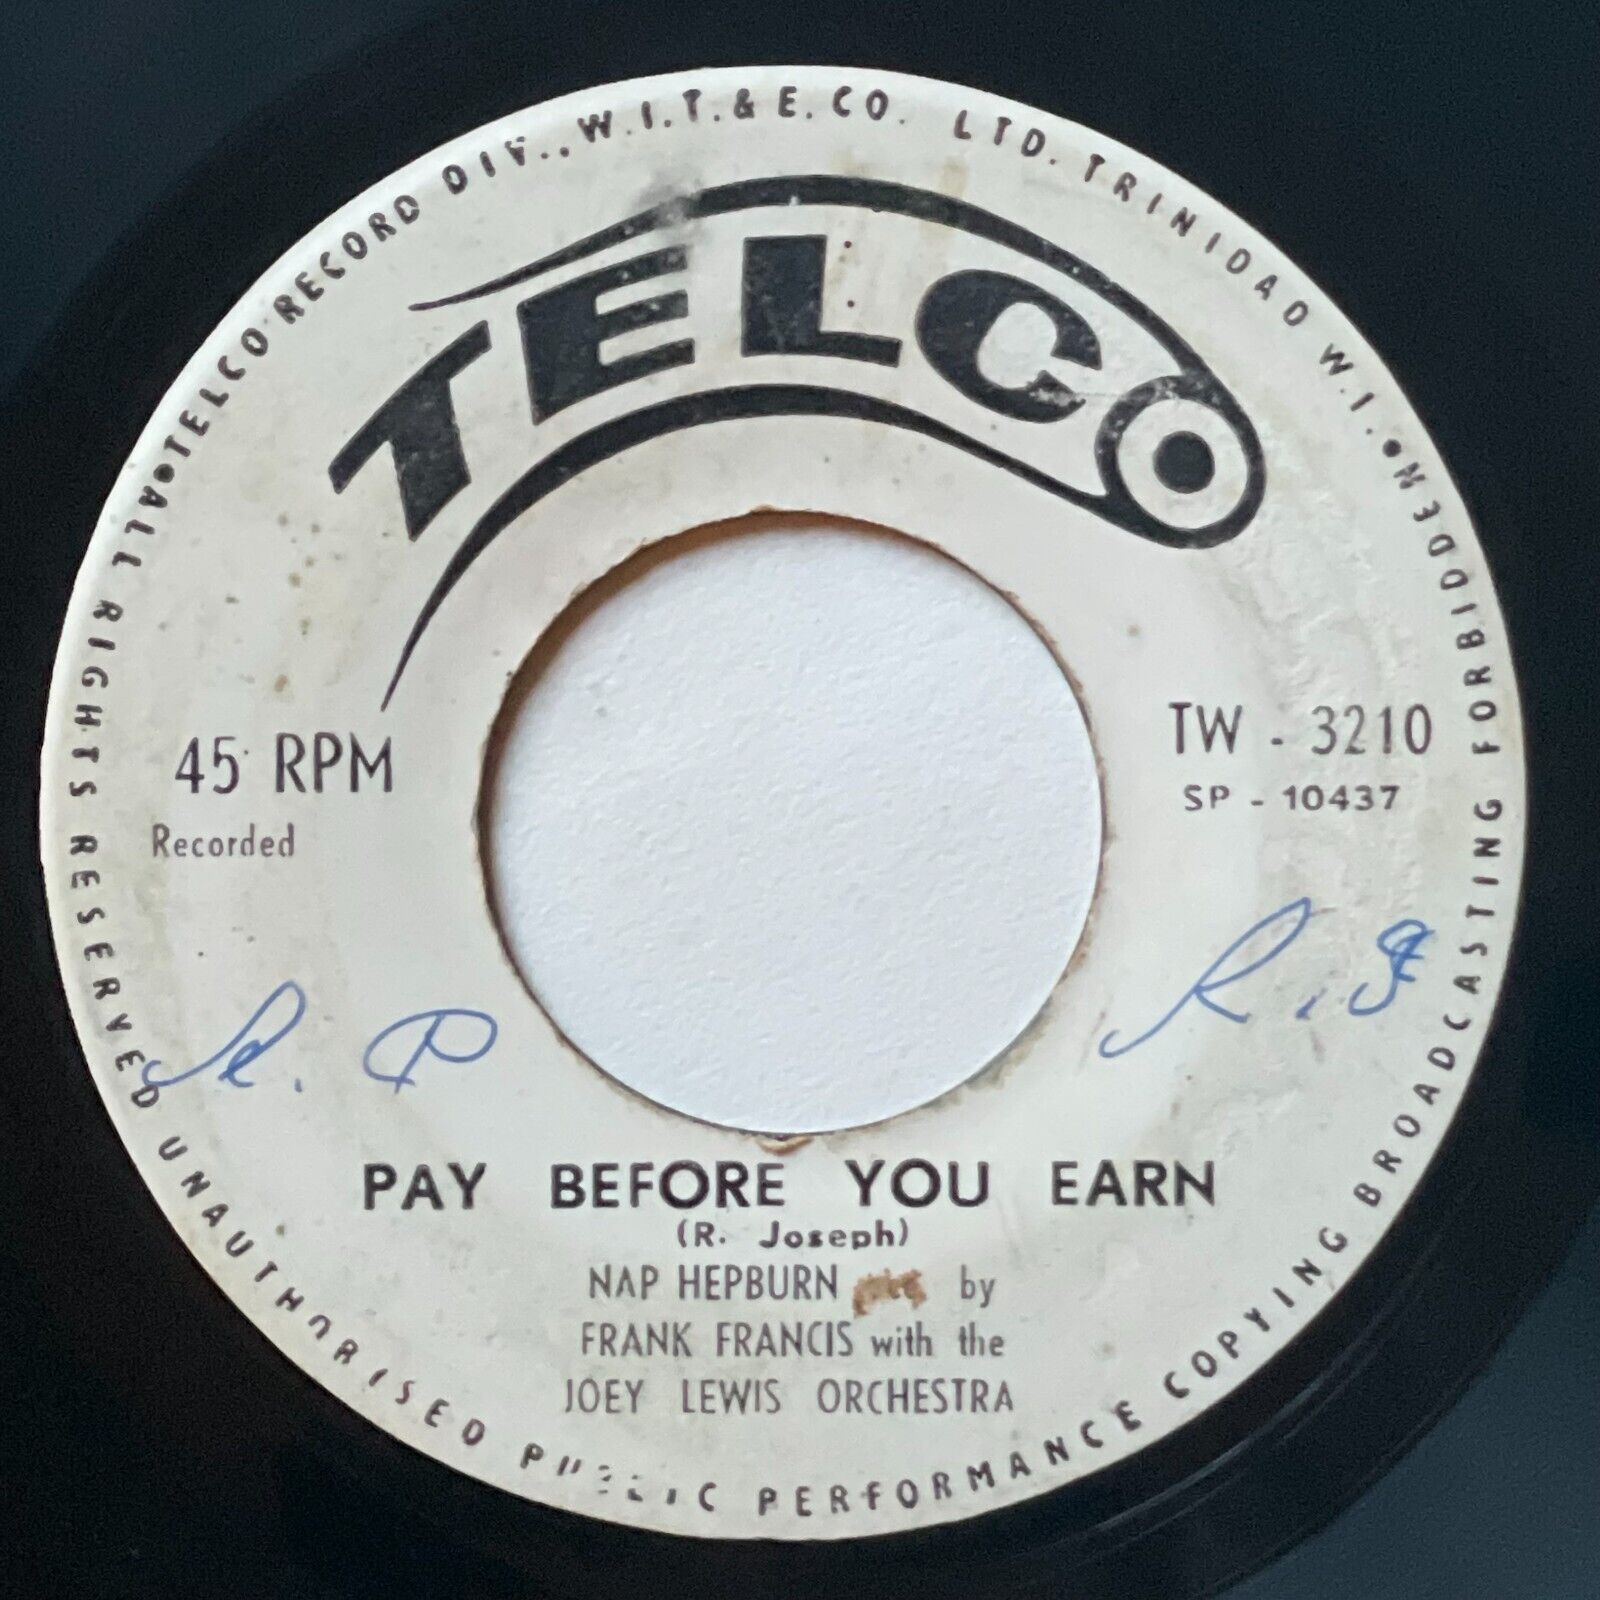 TELCO RECORD DIV., W.I.T. & E. CO. LTD. TRINIDAD W.I. • UNAUTHORISED PUBLIC PERFORMANCE COPYING BROADCASTING FORBIDDEN
• ALL RIGHTS RESERVED
TELCO
45 RPM
Recorded
TW - 3210
SP - 10437
R. S
P
PAY BEFORE YOU EARN
(R. Joseph)
NAP HEPBURN by
FRANK FRANCIS with the
JOEY LEWIS ORCHESTRA